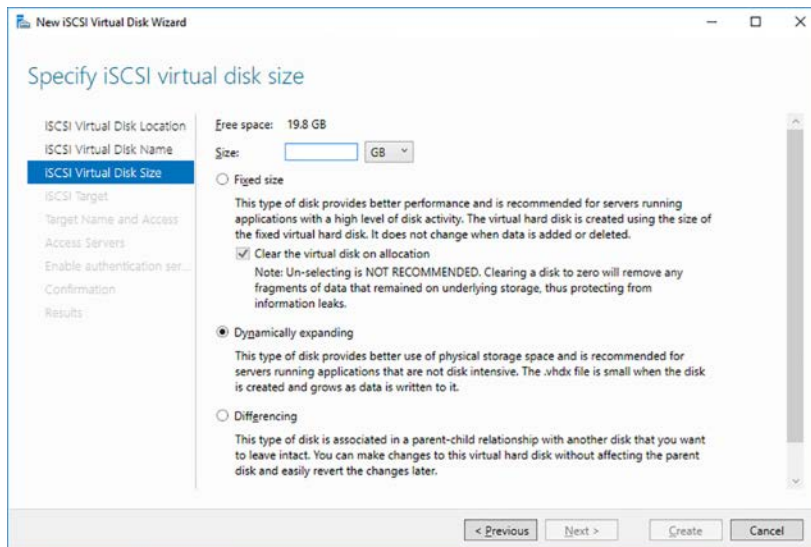 New iSCSI Virtual Disk Wizard
Specify iSCSI virtual disk size
iSCSI Virtual Disk Location
iSCSI Virtual Disk Name
iSCSI Virtual Disk Size
iSCSI Target
Target Name and Access
Access Servers
Enable authentication ser...
Confirmation
Results
Free space: 19.8 GB
Size: GB
Fixed size
This type of disk provides better performance and is recommended for servers running
applications with a high level of disk activity. The virtual hard disk is created using the size of
the fixed virtual hard disk. It does not change when data is added or deleted.
Clear the virtual disk on allocation
Note: Un-selecting is NOT RECOMMENDED. Clearing a disk to zero will remove any
fragments of data that remained on underlying storage, thus protecting from
information leaks.
Dynamically expanding
This type of disk provides better use of physical storage space and is recommended for
servers running applications that are not disk intensive. The .vhdx file is small when the disk
is created and grows as data is written to it.
Differencing
This type of disk is associated in a parent-child relationship with another disk that you want
to leave intact. You can make changes to this virtual hard disk without affecting the parent
disk and easily revert the changes later.
< Previous Next > Create Cancel